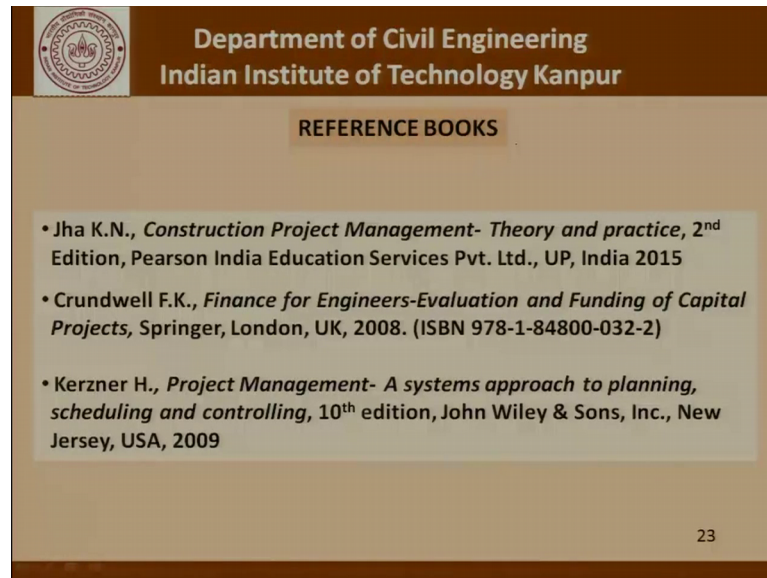 Department of Civil Engineering
Indian Institute of Technology Kanpur
REFERENCE BOOKS
• Jha K.N., Construction Project Management- Theory and practice, 2nd
Edition, Pearson India Education Services Pvt. Ltd., UP, India 2015
• Crundwell F.K., Finance for Engineers-Evaluation and Funding of Capital
Projects, Springer, London, UK, 2008. (ISBN 978-1-84800-032-2)
• Kerzner H., Project Management- A systems approach to planning,
scheduling and controlling, 10th edition, John Wiley & Sons, Inc., New
Jersey, USA, 2009
23